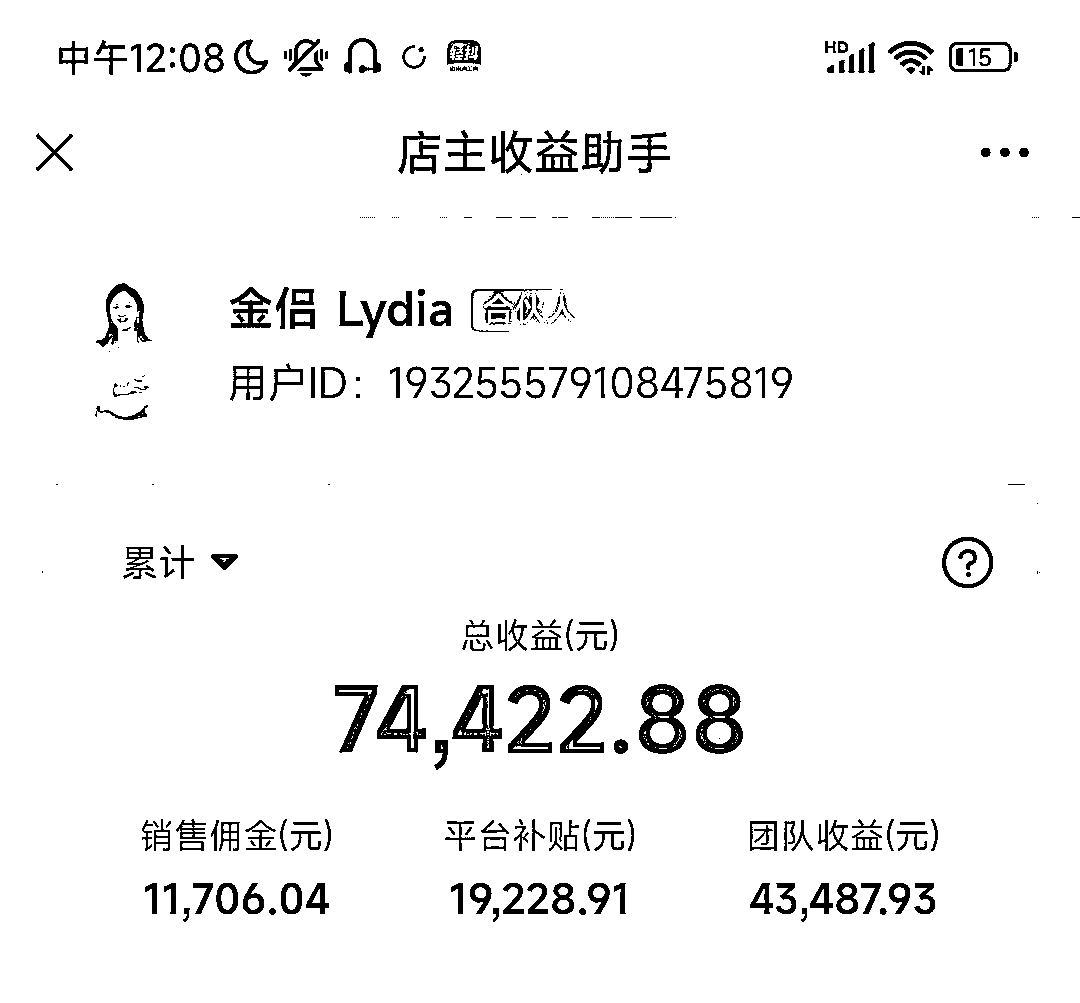 中午12:08
HD 15
店主收益助手
金侣 Lydia 合伙人
用户ID：193255579108475819
累计
总收益(元)
74,422.88
销售佣金(元) 平台补贴(元) 团队收益(元)
11,706.04 19,228.91 43,487.93